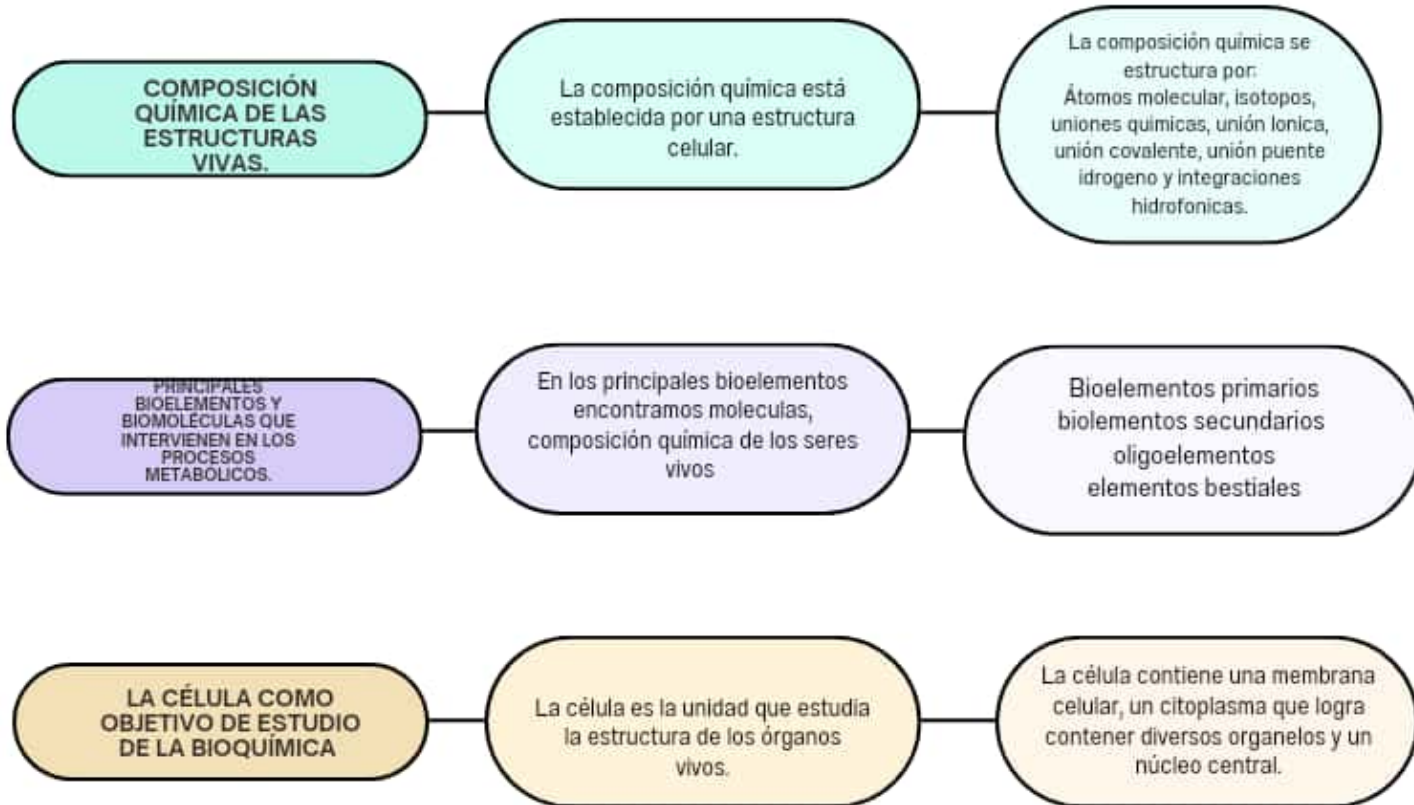 COMPOSICIÓN
QUÍMICA DE LAS
ESTRUCTURAS
VIVAS.
La composición química está
establecida por una estructura
celular.
La composición química se
estructura por:
Átomos molecular, isotopos,
uniones quimicas, unión Ionica,
unión covalente, unión puente
idrogeno y integraciones
hidrofonicas.
PRINCIPALES
BIOELEMENTOS Y
BIOMOLÉCULAS QUE
INTERVIENEN EN LOS
PROCESOS
METABÓLICOS.
En los principales bioelementos
encontramos moleculas,
composición química de los seres
vivos
Bioelementos primarios
biolementos secundarios
oligoelementos
elementos bestiales
LA CÉLULA COMO
OBJETIVO DE ESTUDIO
DE LA BIOQUÍMICA
La célula es la unidad que estudía
la estructura de los órganos
vivos.
La célula contiene una membrana
celular, un citoplasma que logra
contener diversos organelos y un
núcleo central.